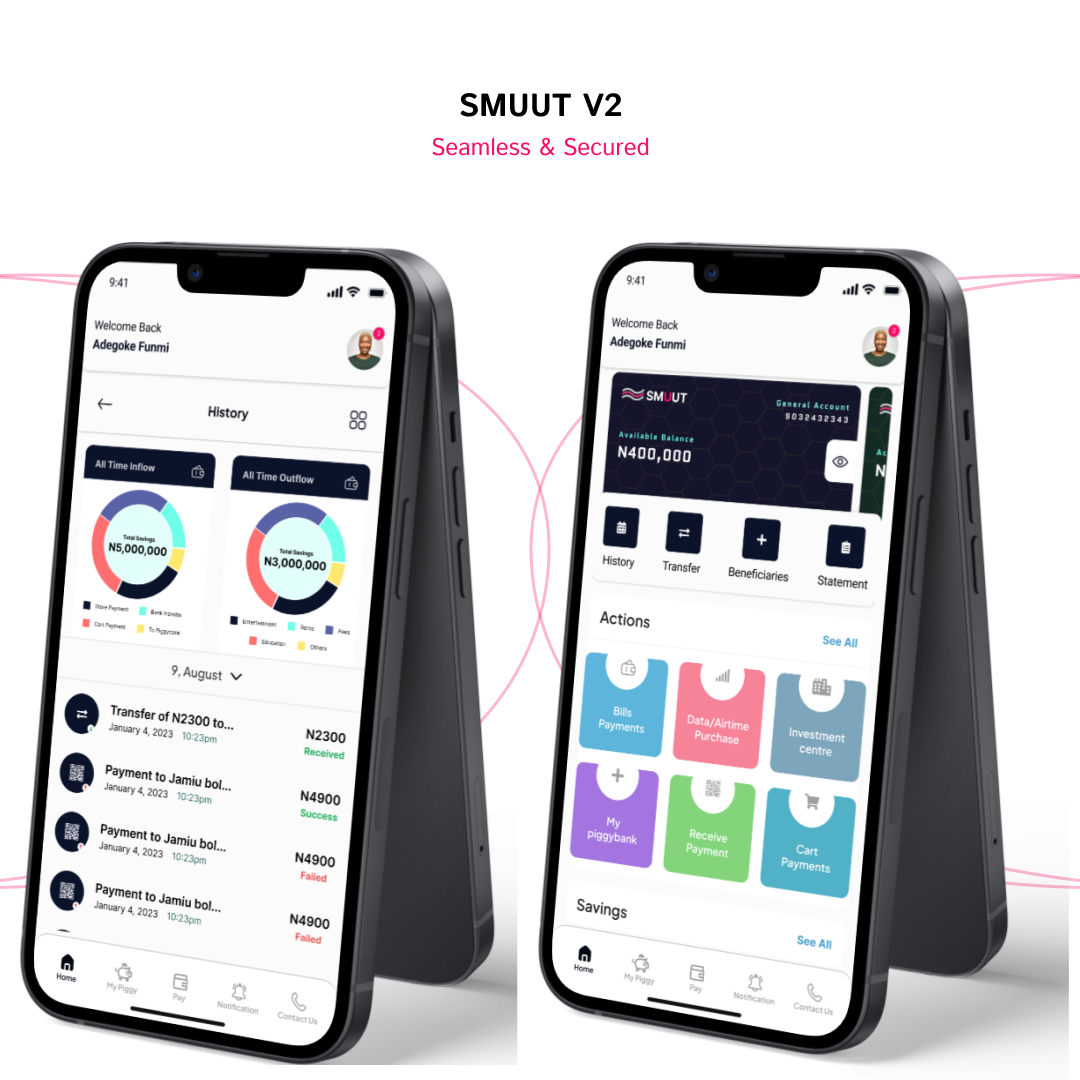 SMUUT V2
Seamless & Secured
9:41
Welcome Back
Adegoke Funmi
2
History
All Time Inflow
All Time Outflow
Total Savings
N5,000,000
Total Savings
N3,000,000
Store Payment
Bank transfer
Cart Payment
To Piggycare
Entertainment
Rents
Fees
Education
Others
9, August
Transfer of N2300 to...
January 4, 2023 10:23pm
N2300
Received
Payment to Jamiu bol...
January 4, 2023 10:23pm
N4900
Success
Payment to Jamiu bol...
January 4, 2023 10:23pm
N4900
Failed
Payment to Jamiu bol...
January 4, 2023 10:23pm
N4900
Failed
Home
My Piggy
Pay
Notification
Contact Us
9:41
Welcome Back
Adegoke Funmi
2
SMUUT
General Account
9032432343
Available Balance
N400,000
Ac
N
History
Transfer
Beneficiaries
Statement
Actions
See All
Bills
Payments
Data/Airtime
Purchase
Investment
centre
My
piggybank
Receive
Payment
Cart
Payments
Savings
See All
Home
My Piggy
Pay
Notification
Contact Us